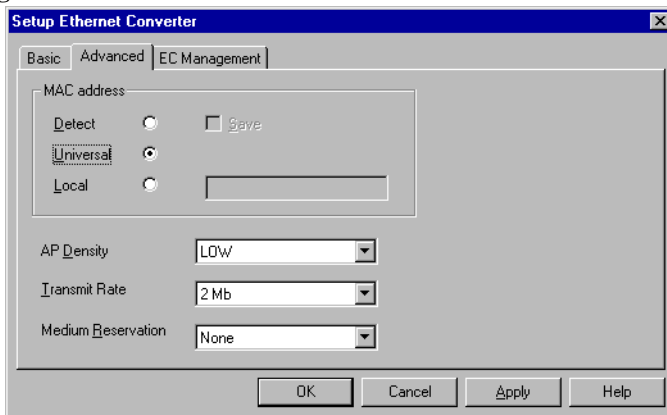 Setup Ethernet Converter
Basic Advanced EC Management
MAC address
Detect Save
Universal
Local
AP Density LOW
Transmit Rate 2 Mb
Medium Reservation None
OK Cancel Apply Help